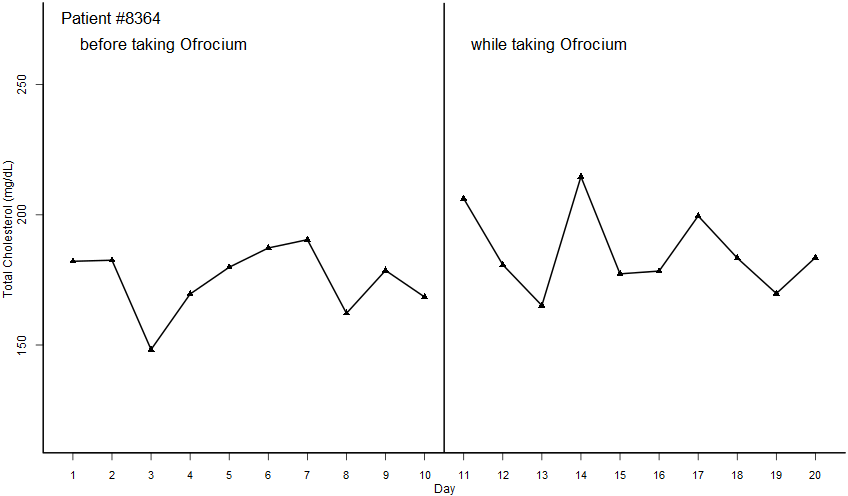 Patient #8364
before taking Ofrocium
while taking Ofrocium
Total Cholesterol (mg/dL)
250
200
150
1 2 3 4 5 6 7 8 9 10 11 12 13 14 15 16 17 18 19 20
Day